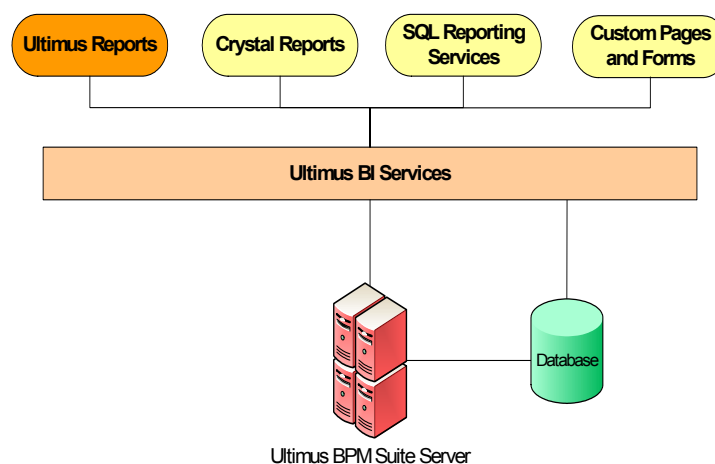 Ultimus Reports
Crystal Reports
SQL Reporting
Services
Custom Pages
and Forms
Ultimus BI Services
Database
Ultimus BPM Suite Server